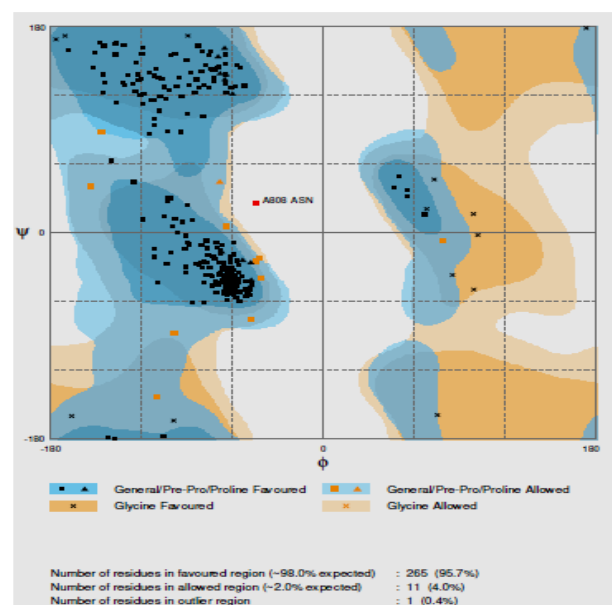 180
A808 ASN
Ψ
0
-180
-180
0
180
Φ
General/Pre-Pro/Proline Favoured
General/Pre-Pro/Proline Allowed
Glycine Favoured
Glycine Allowed
Number of residues in favoured region (~98.0% expected) : 265 (95.7%)
Number of residues in allowed region (~2.0% expected) : 11 (4.0%)
Number of residues in outlier region : 1 (0.4%)